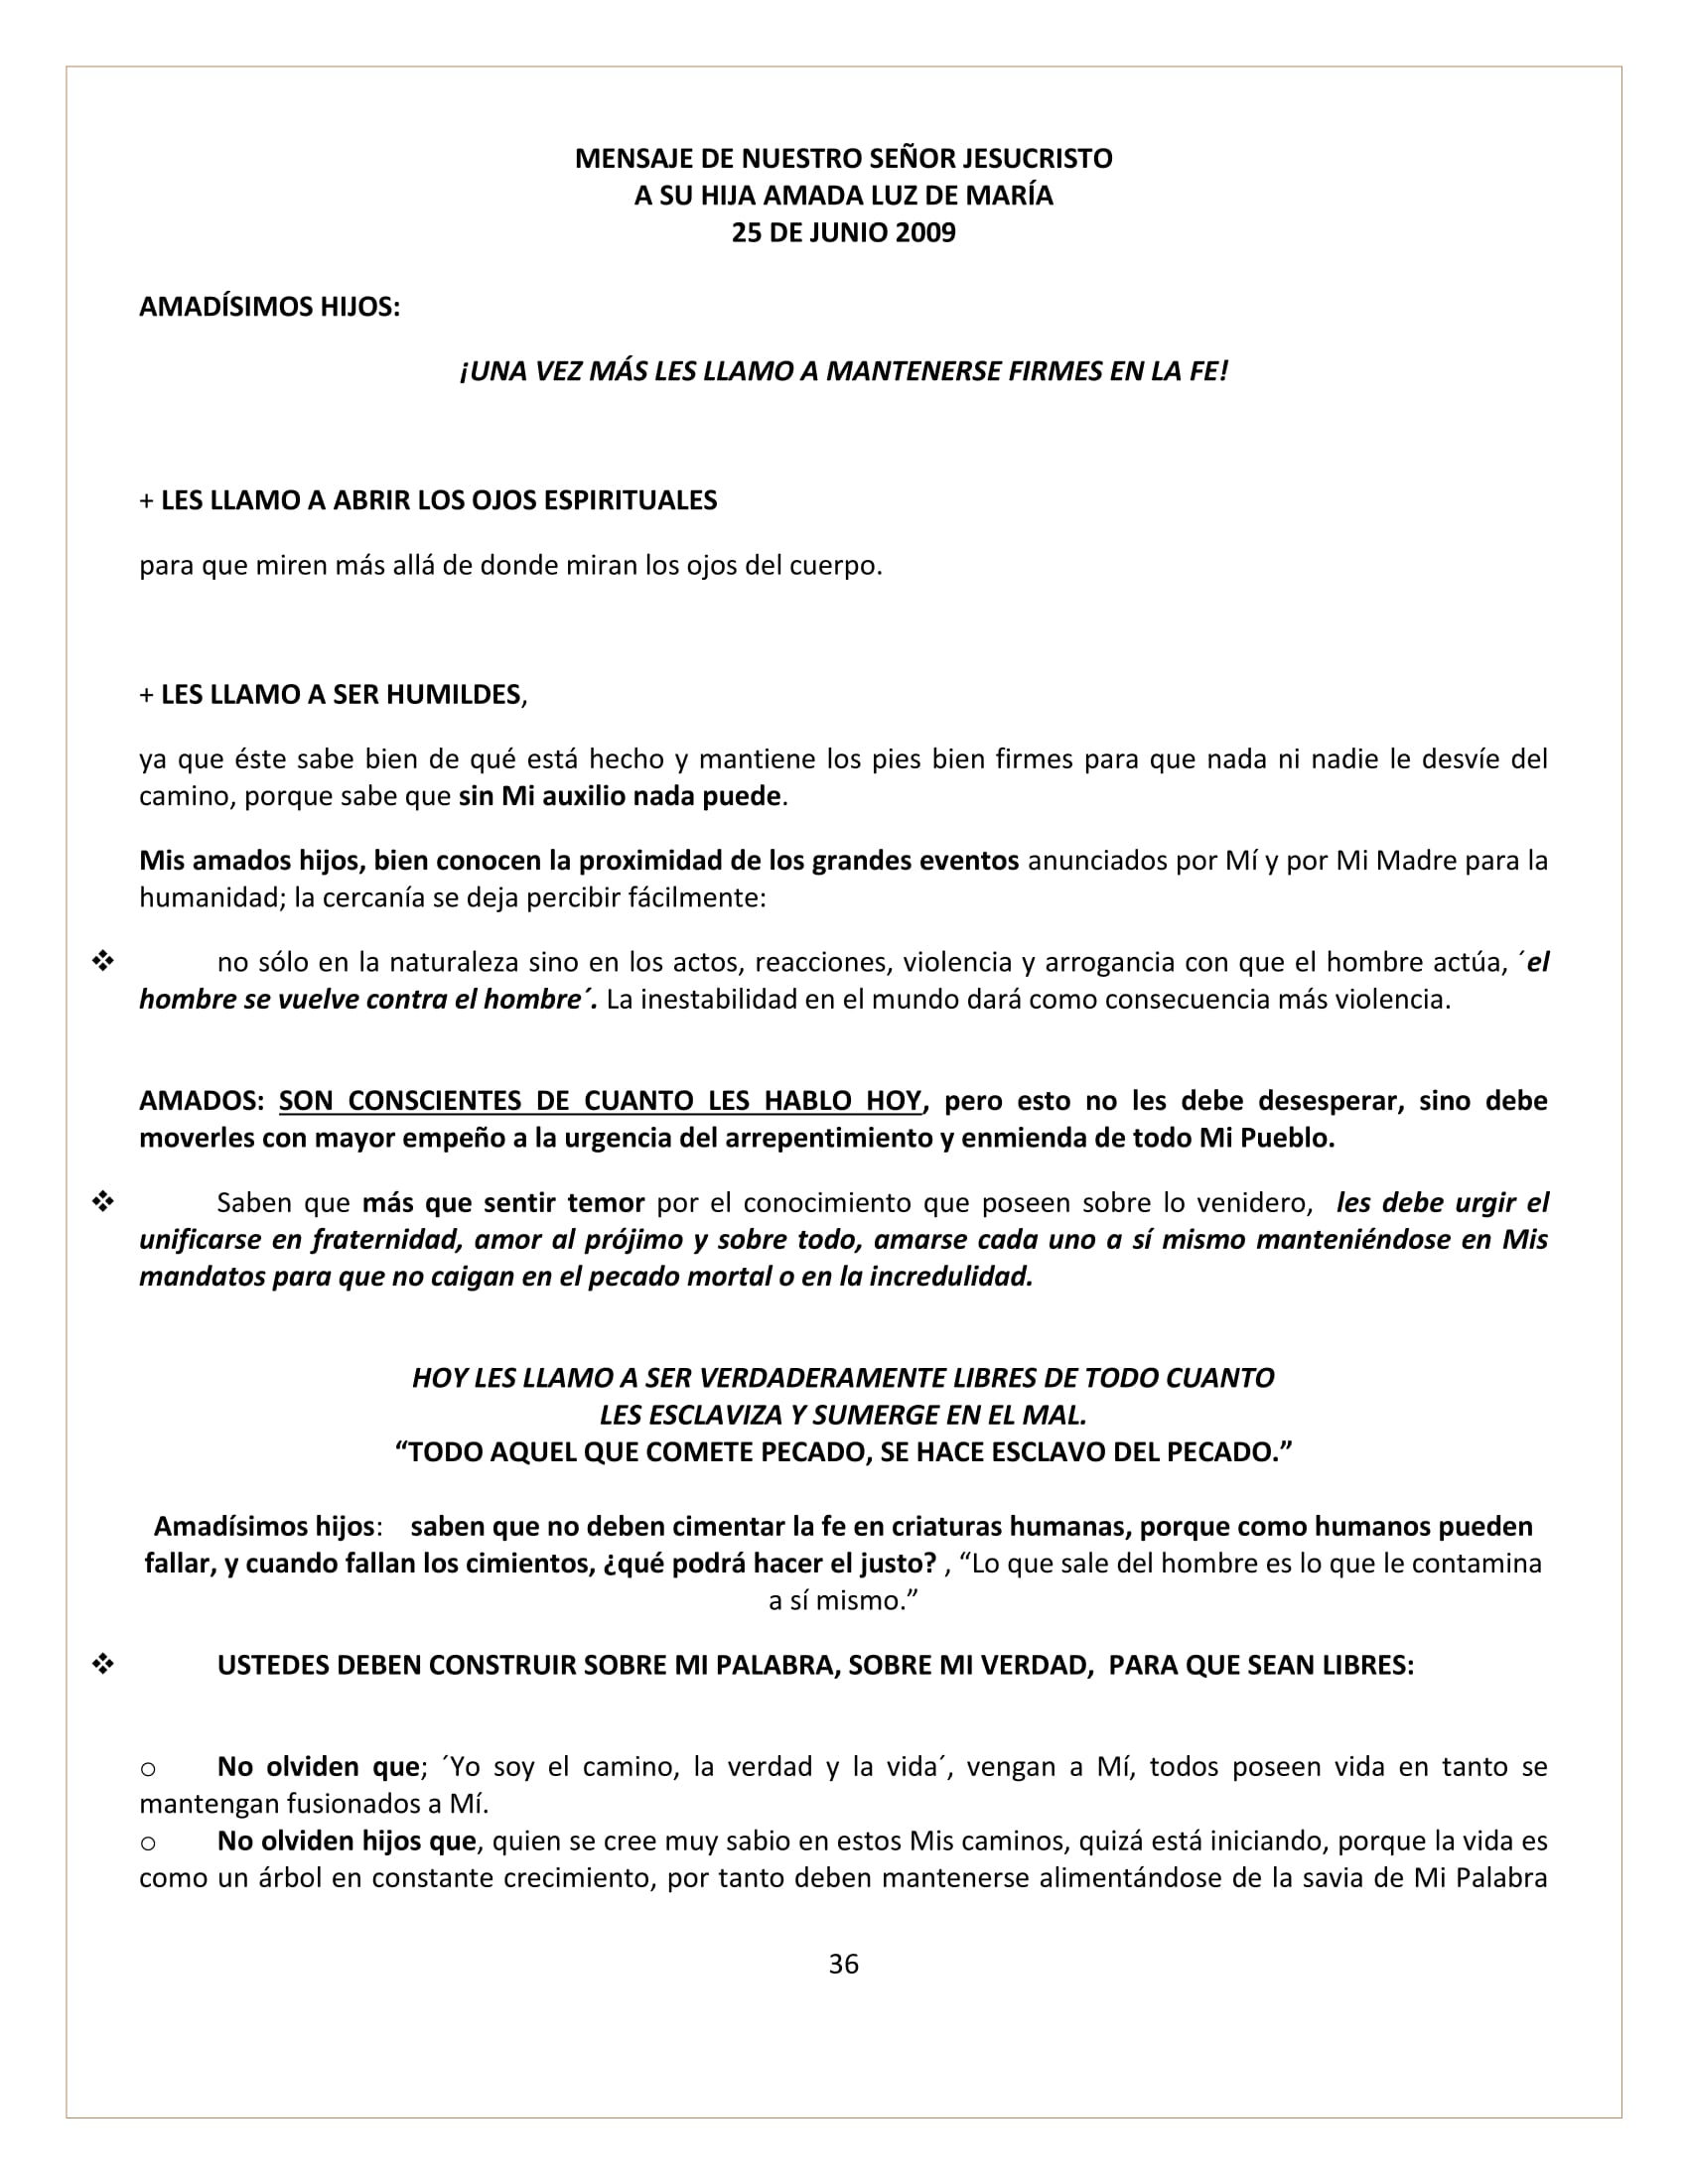 MENSAJE DE NUESTRO SEÑOR JESUCRISTO
A SU HIJA AMADA LUZ DE MARÍA
25 DE JUNIO 2009
AMADÍSIMOS HIJOS:
¡UNA VEZ MÁS LES LLAMO A MANTENERSE FIRMES EN LA FE!
+ LES LLAMO A ABRIR LOS OJOS ESPIRITUALES
para que miren más allá de donde miran los ojos del cuerpo.
+ LES LLAMO A SER HUMILDES,
ya que éste sabe bien de qué está hecho y mantiene los pies bien firmes para que nada ni nadie le desvíe del
camino, porque sabe que sin Mi auxilio nada puede.
Mis amados hijos, bien conocen la proximidad de los grandes eventos anunciados por Mí y por Mi Madre para la
humanidad; la cercanía se deja percibir fácilmente:
❖ no sólo en la naturaleza sino en los actos, reacciones, violencia y arrogancia con que el hombre actúa, ´el
hombre se vuelve contra el hombre´. La inestabilidad en el mundo dará como consecuencia más violencia.
AMADOS: SON CONSCIENTES DE CUANTO LES HABLO HOY, pero esto no les debe desesperar, sino debe
moverles con mayor empeño a la urgencia del arrepentimiento y enmienda de todo Mi Pueblo.
❖ Saben que más que sentir temor por el conocimiento que poseen sobre lo venidero, les debe urgir el
unificarse en fraternidad, amor al prójimo y sobre todo, amarse cada uno a sí mismo manteniéndose en Mis
mandatos para que no caigan en el pecado mortal o en la incredulidad.
HOY LES LLAMO A SER VERDADERAMENTE LIBRES DE TODO CUANTO
LES ESCLAVIZA Y SUMERGE EN EL MAL.
“TODO AQUEL QUE COMETE PECADO, SE HACE ESCLAVO DEL PECADO.”
Amadísimos hijos: saben que no deben cimentar la fe en criaturas humanas, porque como humanos pueden
fallar, y cuando fallan los cimientos, ¿qué podrá hacer el justo? , “Lo que sale del hombre es lo que le contamina
a sí mismo.”
❖ USTEDES DEBEN CONSTRUIR SOBRE MI PALABRA, SOBRE MI VERDAD, PARA QUE SEAN LIBRES:
o No olviden que; ´Yo soy el camino, la verdad y la vida´, vengan a Mí, todos poseen vida en tanto se
mantengan fusionados a Mí.
o No olviden hijos que, quien se cree muy sabio en estos Mis caminos, quizá está iniciando, porque la vida es
como un árbol en constante crecimiento, por tanto deben mantenerse alimentándose de la savia de Mi Palabra
36